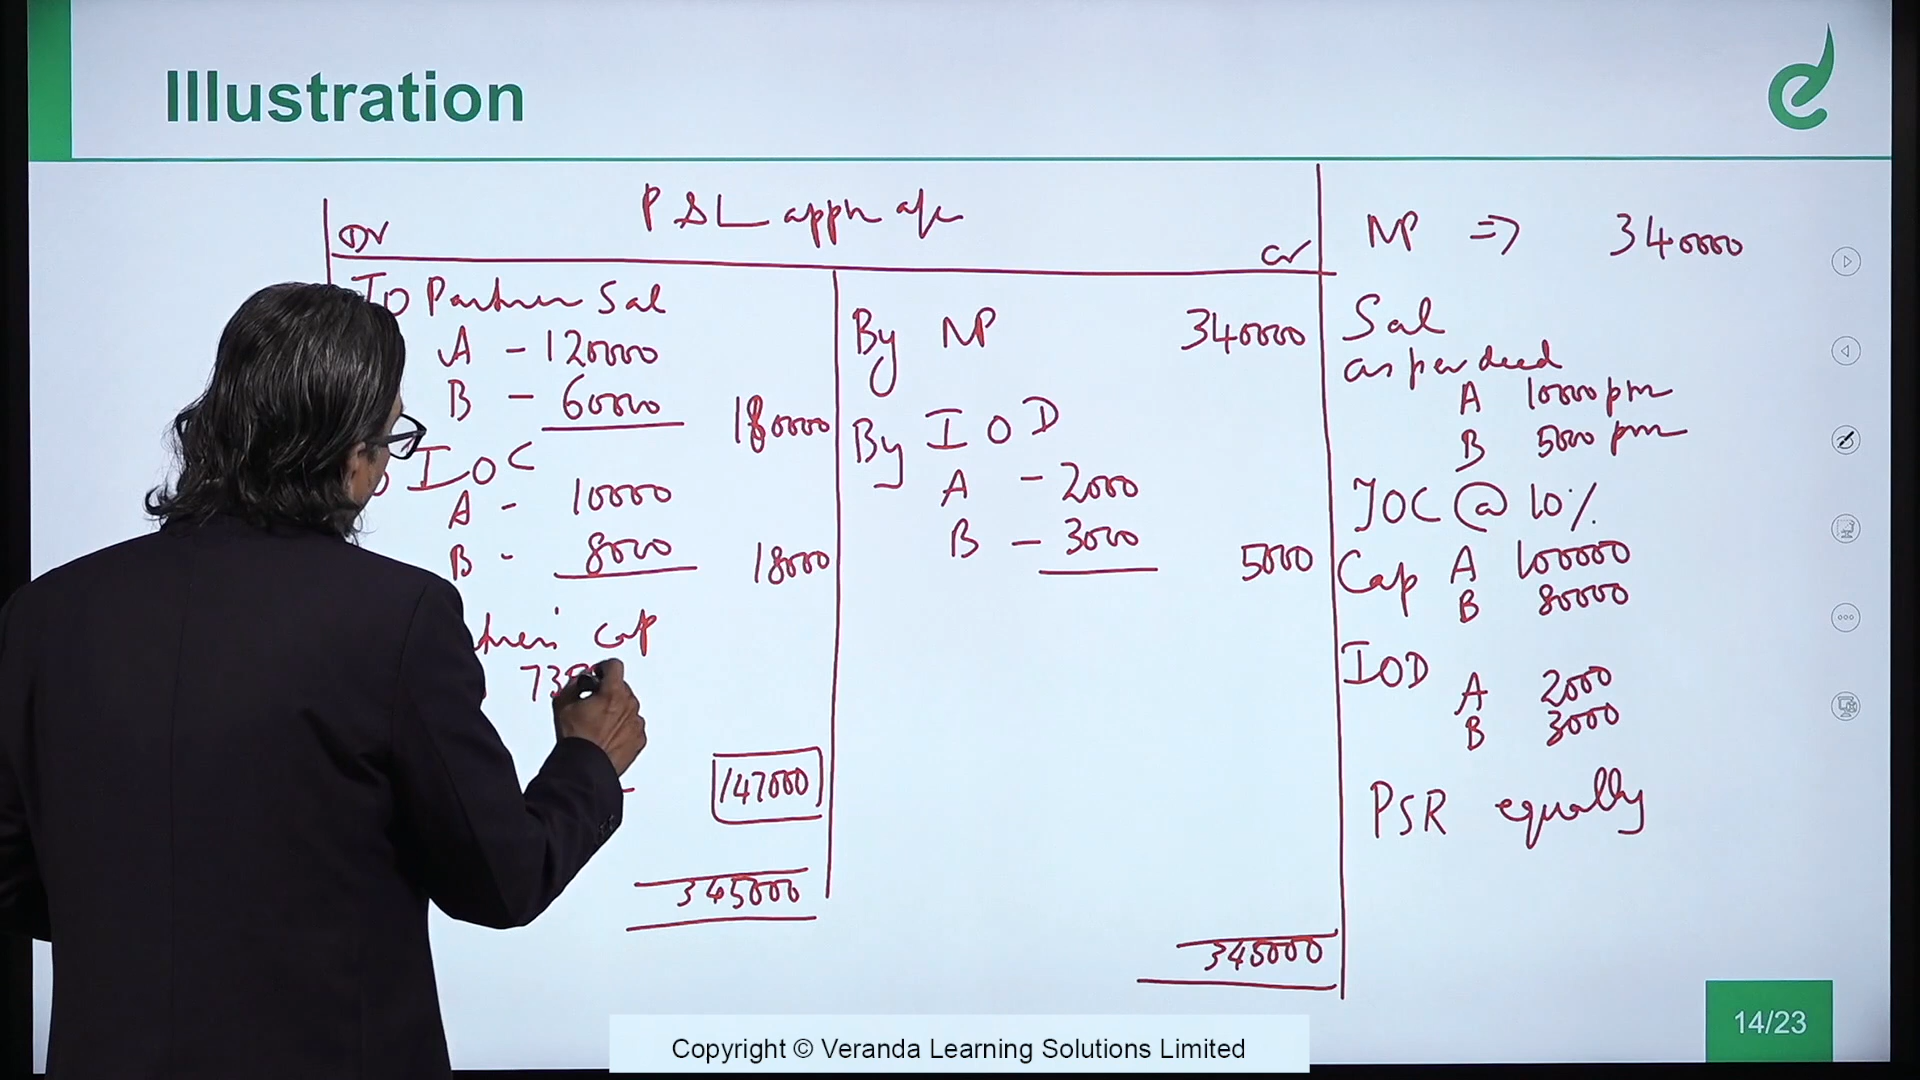 Illustration
P & L appn a/c
Dr
Cr
To Partner Sal
A - 120000
B - 60000 180000
IOC
A - 10000
B - 8000 18000
cap
147000
345000
By NP 340000
By IOD
A - 2000
B - 3000 5000
345000
NP => 340000
Sal
as per deed
A 10000 pm
B 5000 pm
IOC @ 10%
Cap A 100000
B 80000
IOD A 2000
B 3000
PSR equally
14/23
Copyright © Veranda Learning Solutions Limited